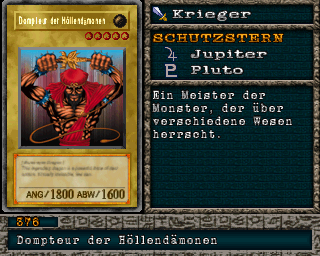 Dompteur der Höllendämonen
ANG/1800 ABW/1600
Krieger
SCHUTZSTERN
Jupiter
Pluto
Ein Meister der
Monster, der über
verschiedene Wesen
herrscht.
376
Dompteur der Höllendämonen